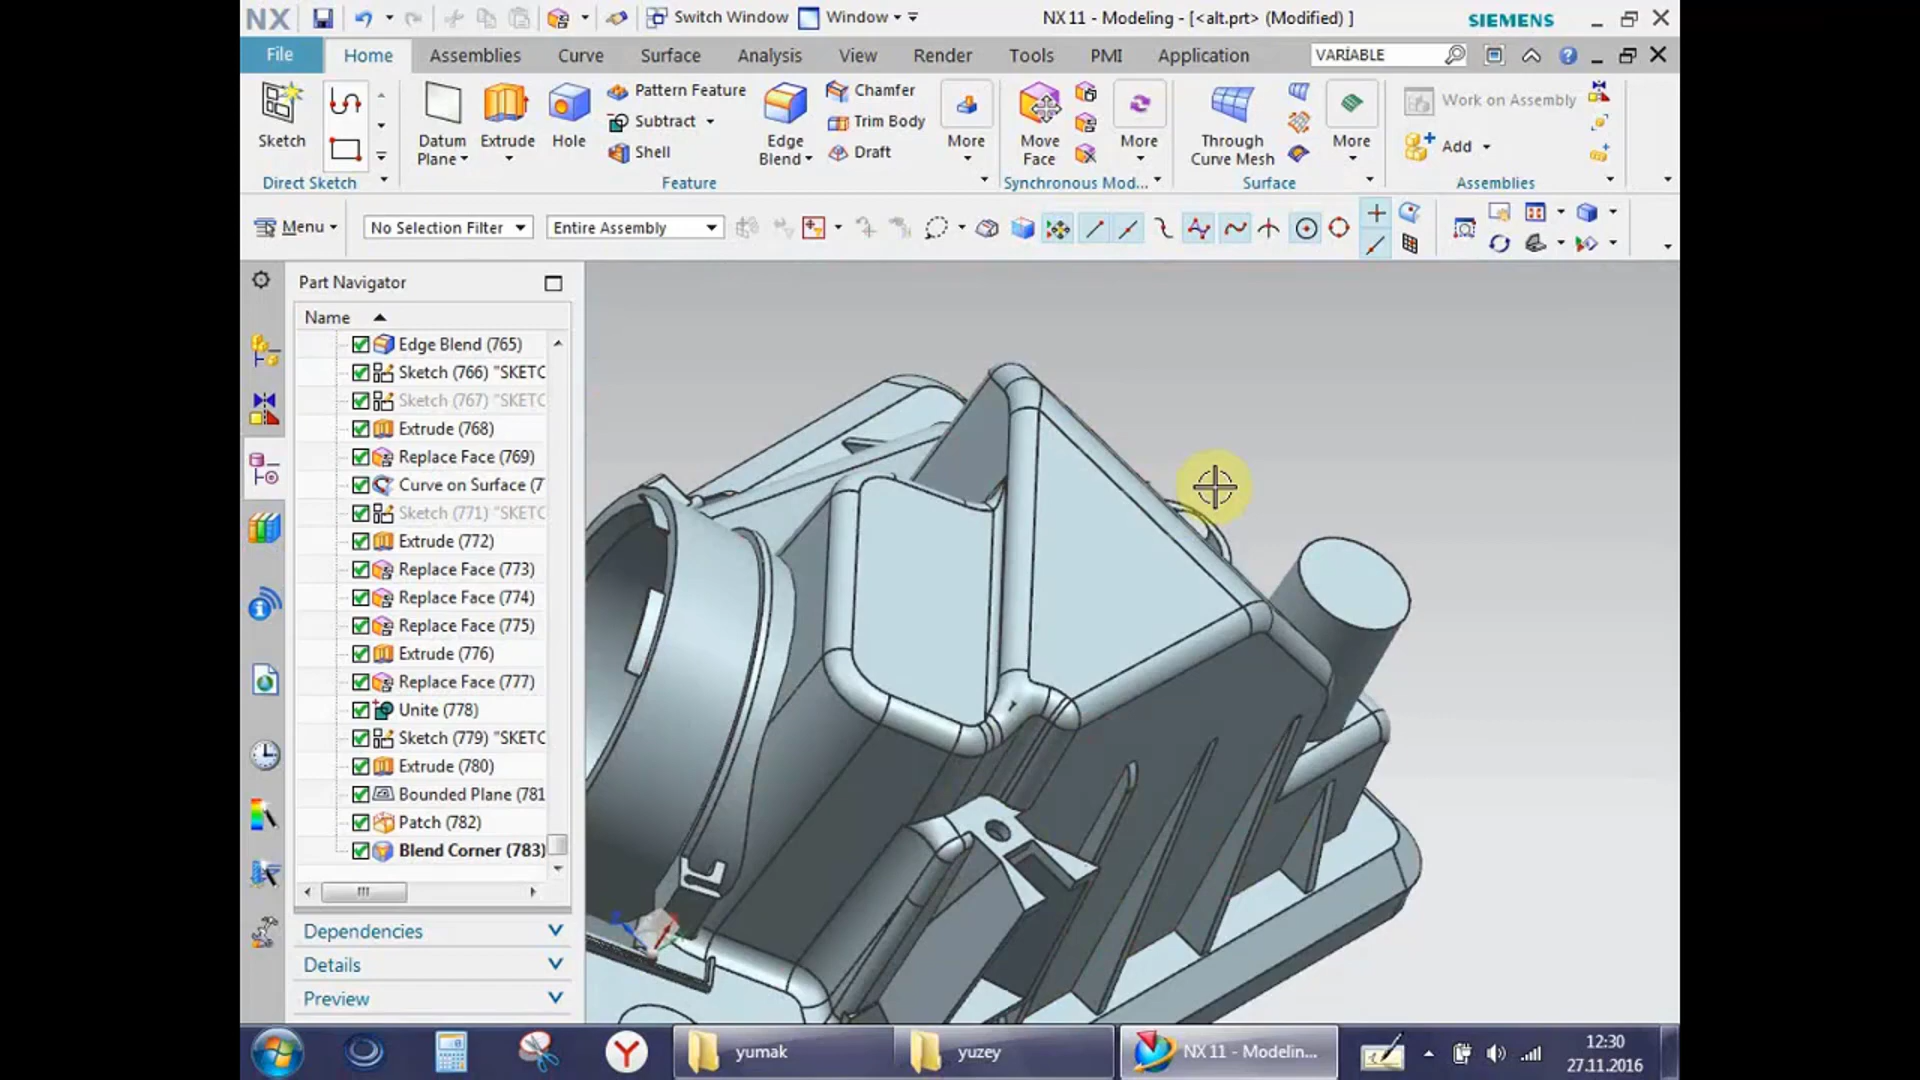 NX
Switch Window
Window
NX 11 - Modeling - [<alt.prt> (Modified) ]
SIEMENS
File
Home
Assemblies
Curve
Surface
Analysis
View
Render
Tools
PMI
Application
VARİABLE
Sketch
Datum
Plane
Extrude
Hole
Pattern Feature
Subtract
Shell
Edge
Blend
Chamfer
Trim Body
Draft
More
Move
Face
More
Through
Curve Mesh
More
Work on Assembly
Add
Direct Sketch
Feature
Synchronous Mod...
Surface
Assemblies
Menu
No Selection Filter
Entire Assembly
Part Navigator
Name
Edge Blend (765)
Sketch (766) "SKETC
Sketch (767) "SKETC
Extrude (768)
Replace Face (769)
Curve on Surface (7
Sketch (771) "SKETC
Extrude (772)
Replace Face (773)
Replace Face (774)
Replace Face (775)
Extrude (776)
Replace Face (777)
Unite (778)
Sketch (779) "SKETC
Extrude (780)
Bounded Plane (781
Patch (782)
Blend Corner (783)
Dependencies
Details
Preview
yumak
yuzey
NX 11 - Modelin...
12:30
27.11.2016